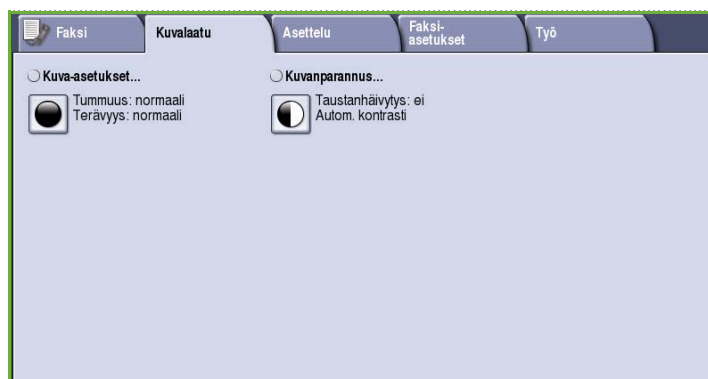 Faksi
Kuvalaatu
Asettelu
Faksi-
asetukset
Työ
Kuva-asetukset...
Tummuus: normaali
Terävyys: normaali
Kuvanparannus...
Taustanhäivytys: ei
Autom. kontrasti